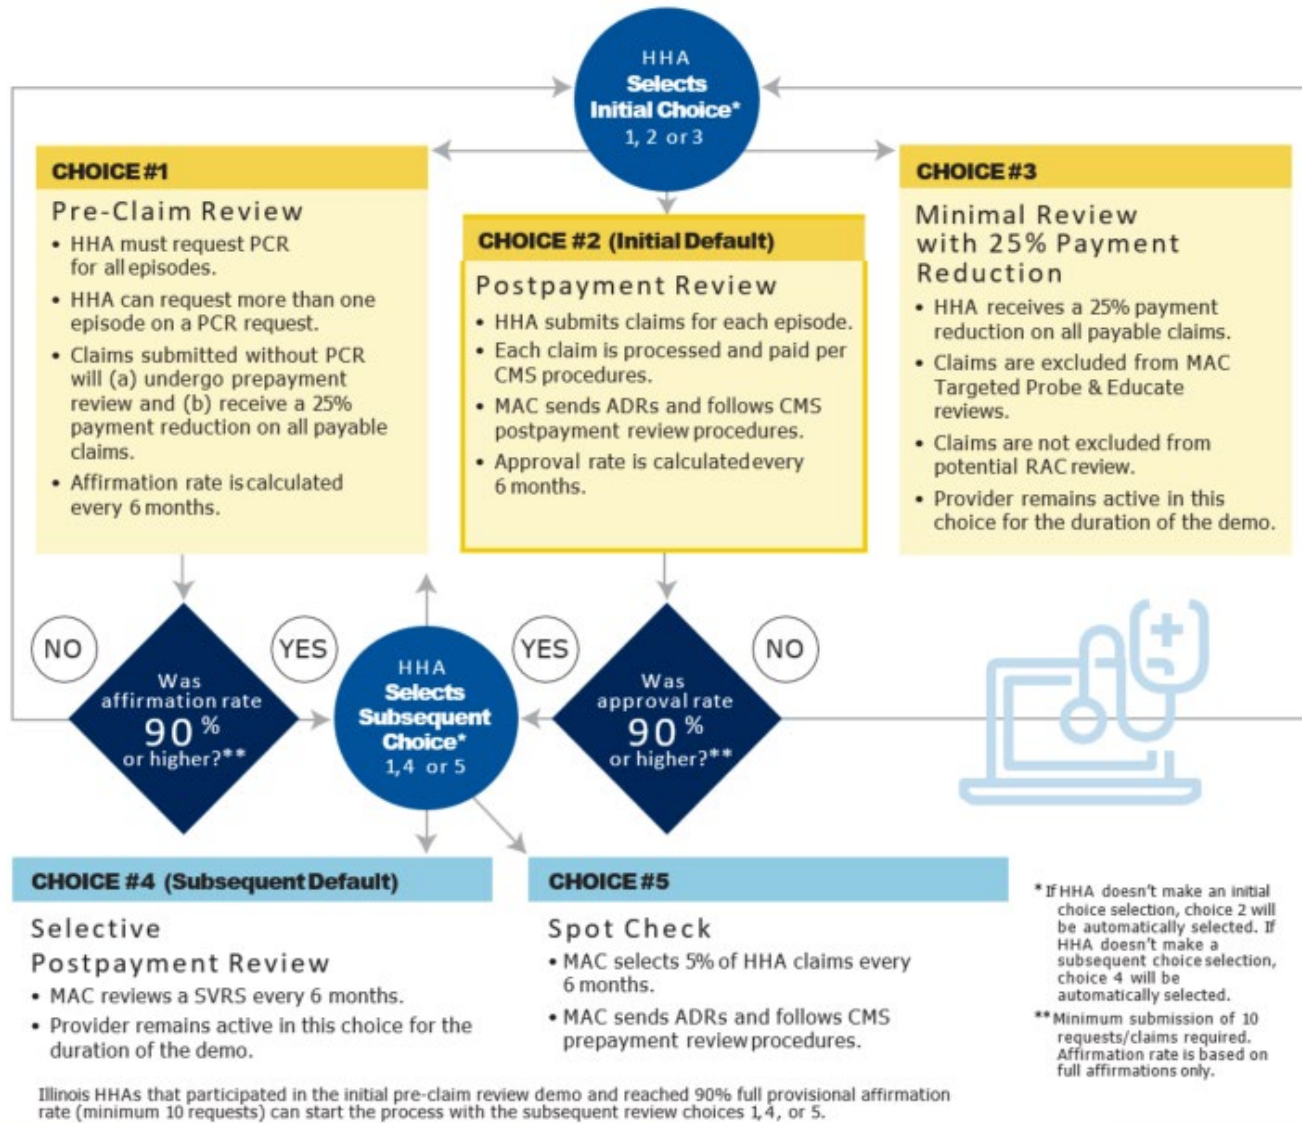 HHA
Selects
Initial Choice*
1, 2 or 3
CHOICE #1
Pre-Claim Review
• HHA must request PCR
for all episodes.
• HHA can request more than one
episode on a PCR request.
• Claims submitted without PCR
will (a) undergo prepayment
review and (b) receive a 25%
payment reduction on all payable
claims.
• Affirmation rate is calculated
every 6 months.
CHOICE #2 (Initial Default)
Postpayment Review
• HHA submits claims for each episode.
• Each claim is processed and paid per
CMS procedures.
• MAC sends ADRs and follows CMS
postpayment review procedures.
• Approval rate is calculated every
6 months.
CHOICE #3
Minimal Review
with 25% Payment
Reduction
• HHA receives a 25% payment
reduction on all payable claims.
• Claims are excluded from MAC
Targeted Probe & Educate
reviews.
• Claims are not excluded from
potential RAC review.
• Provider remains active in this
choice for the duration of the demo.
NO
Was
affirmation rate
90 %
or higher?**
YES
HHA
Selects
Subsequent
Choice*
1,4 or 5
YES
Was
approval rate
90 %
or higher?**
NO
CHOICE #4 (Subsequent Default)
Selective
Postpayment Review
• MAC reviews a SVRS every 6 months.
• Provider remains active in this choice for the
duration of the demo.
CHOICE #5
Spot Check
• MAC selects 5% of HHA claims every
6 months.
• MAC sends ADRs and follows CMS
prepayment review procedures.
* If HHA doesn't make an initial
choice selection, choice 2 will
be automatically selected. If
HHA doesn't make a
subsequent choice selection,
choice 4 will be
automatically selected.
** Minimum submission of 10
requests/claims required.
Affirmation rate is based on
full affirmations only.
Illinois HHAs that participated in the initial pre-claim review demo and reached 90% full provisional affirmation
rate (minimum 10 requests) can start the process with the subsequent review choices 1, 4, or 5.